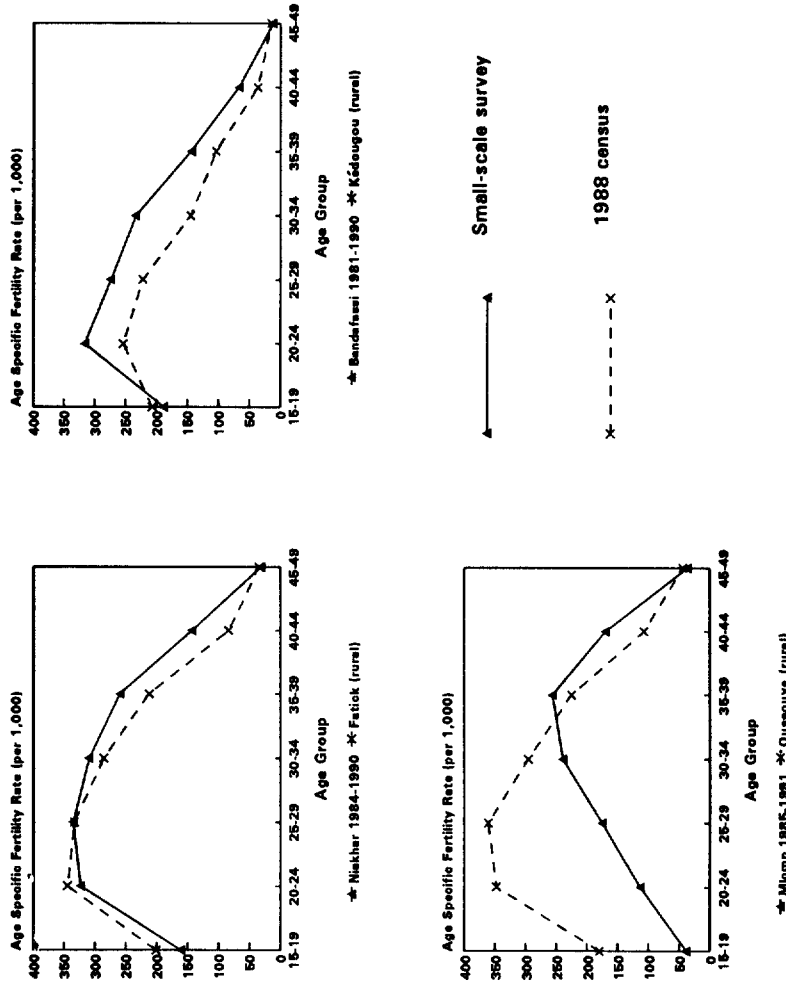 Age Specific Fertility Rate (per 1,000)
400
350
300
250
200
150
100
50
0
15-19 20-24 25-29 30-34 35-39 40-44 45-49
Age Group
Niakhar 1984-1990 Fatick (rural)
Age Specific Fertility Rate (per 1,000)
400
350
300
250
200
150
100
50
0
15-19 20-24 25-29 30-34 35-39 40-44 45-49
Age Group
Bandafassi 1981-1990 Kédougou (rural)
Age Specific Fertility Rate (per 1,000)
400
350
300
250
200
150
100
50
0
15-19 20-24 25-29 30-34 35-39 40-44 45-49
Age Group
Mlomp 1985-1991 Oussouye (rural)
Small-scale survey
1988 census